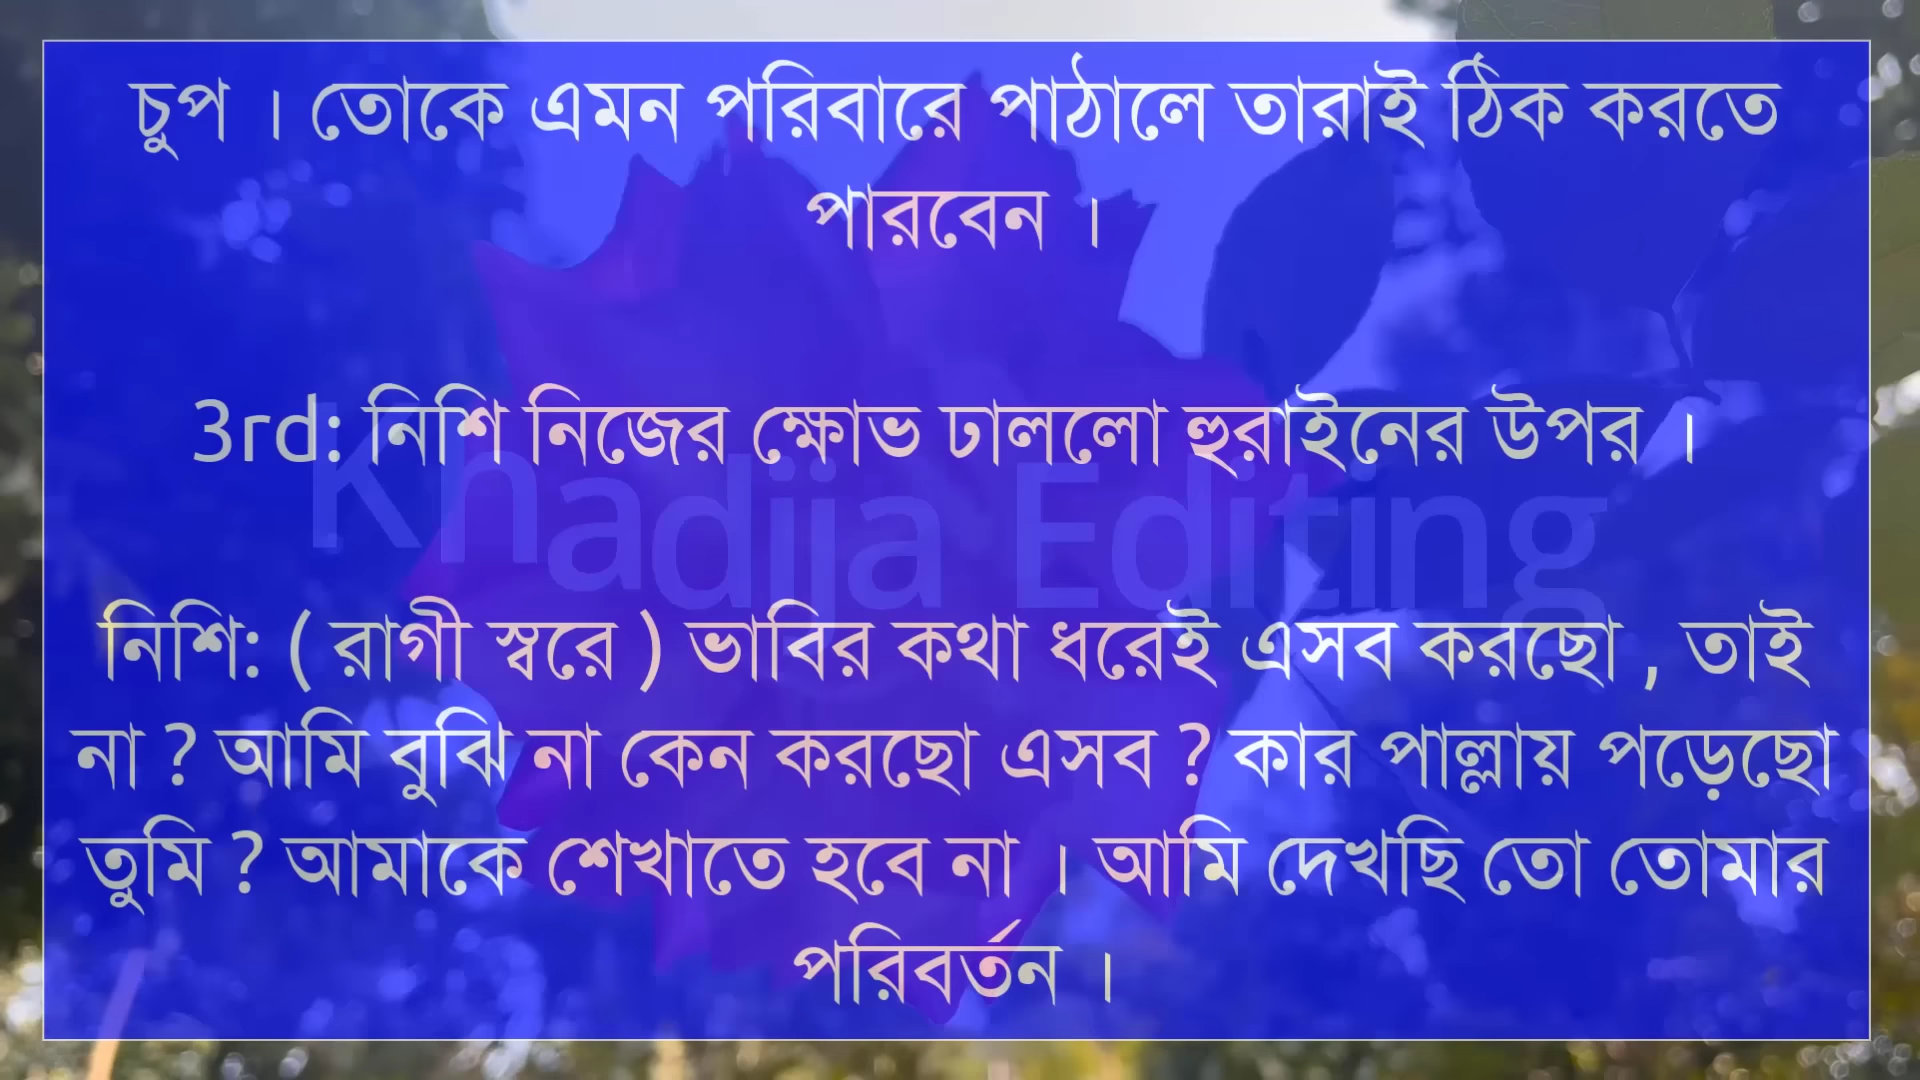 চুপ । তোকে এমন পরিবারে পাঠালে তারাই ঠিক করতে
পারবেন ।
3rd: নিশি নিজের ক্ষোভ ঢাললো হুরাইনের উপর ।
Khadija Editing
নিশি: ( রাগী স্বরে ) ভাবির কথা ধরেই এসব করছো , তাই
না ? আমি বুঝি না কেন করছো এসব ? কার পাল্লায় পড়েছো
তুমি ? আমাকে শেখাতে হবে না । আমি দেখছি তো তোমার
পরিবর্তন ।